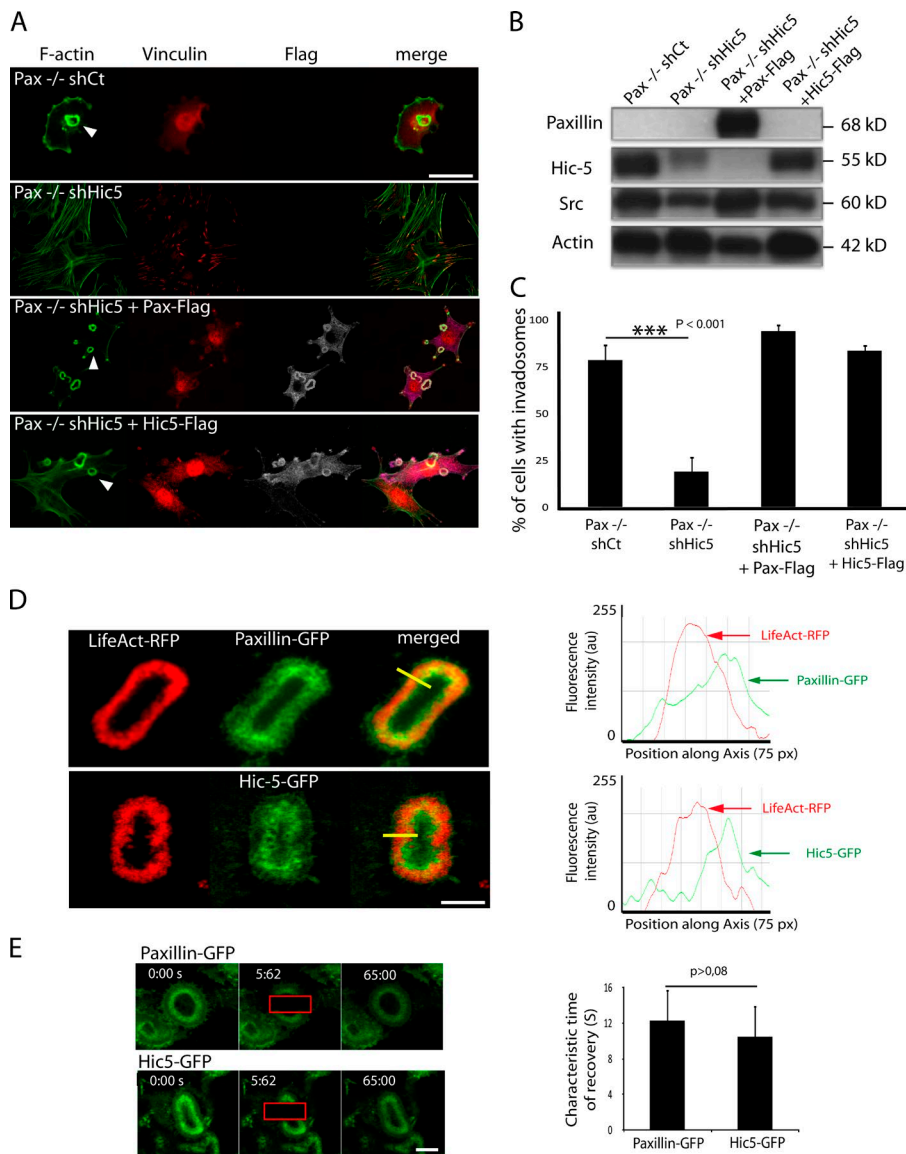 A
F-actin Vinculin Flag merge
Pax -/- shCt
Pax -/- shHic5
Pax -/- shHic5 + Pax-Flag
Pax -/- shHic5 + Hic5-Flag
B
Pax -/- shCt
Pax -/- shHic5
Pax -/- shHic5
+Pax-Flag
Pax -/- shHic5
+Hic5-Flag
Paxillin 68 kD
Hic-5 55 kD
Src 60 kD
Actin 42 kD
C
% of cells with invadosomes
100
75
50
25
0
*** P < 0.001
Pax -/-
shCt
Pax -/-
shHic5
Pax -/-
shHic5
+ Pax-Flag
Pax -/-
shHic5
+ Hic5-Flag
D
LifeAct-RFP Paxillin-GFP merged
Hic-5-GFP
255
0
Fluorescence
intensity (au)
LifeAct-RFP
Paxillin-GFP
Position along Axis (75 px)
255
0
Fluorescence
intensity (au)
LifeAct-RFP
Hic5-GFP
Position along Axis (75 px)
E
Paxillin-GFP
0:00 s 5:62 65:00
Hic5-GFP
0:00 s 5:62 65:00
Characteristic time
of recovery (S)
16
12
8
4
0
p>0,08
Paxillin-GFP Hic5-GFP